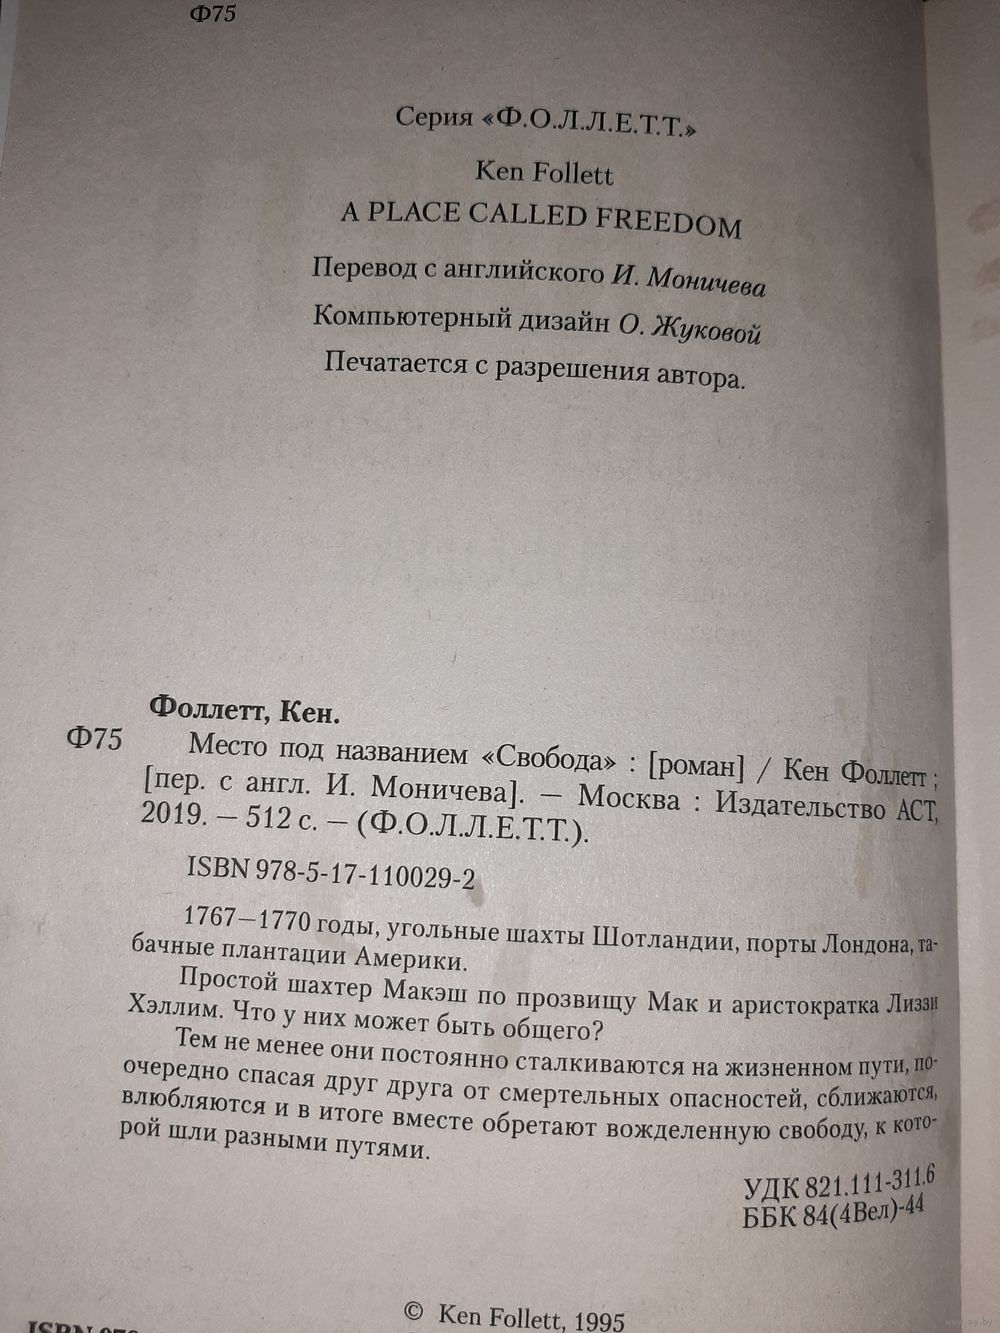 Ф75
Серия «Ф.О.Л.Л.Е.Т.Т.»
Ken Follett
A PLACE CALLED FREEDOM
Перевод с английского И. Моничева
Компьютерный дизайн О. Жуковой
Печатается с разрешения автора.
Фоллетт, Кен.
Ф75 Место под названием «Свобода» : [роман] / Кен Фоллетт ;
[пер. с англ. И. Моничева]. — Москва : Издательство АСТ,
2019. — 512 с. — (Ф.О.Л.Л.Е.Т.Т.).
ISBN 978-5-17-110029-2
1767—1770 годы, угольные шахты Шотландии, порты Лондона, та-
бачные плантации Америки.
Простой шахтер Макэш по прозвищу Мак и аристократка Лиззи
Хэллим. Что у них может быть общего?
Тем не менее они постоянно сталкиваются на жизненном пути, по-
очередно спасая друг друга от смертельных опасностей, сближаются,
влюбляются и в итоге вместе обретают вожделенную свободу, к кото-
рой шли разными путями.
УДК 821.111-311.6
ББК 84(4Вел)-44
© Ken Follett, 1995
ISBN 978
www.ay.by